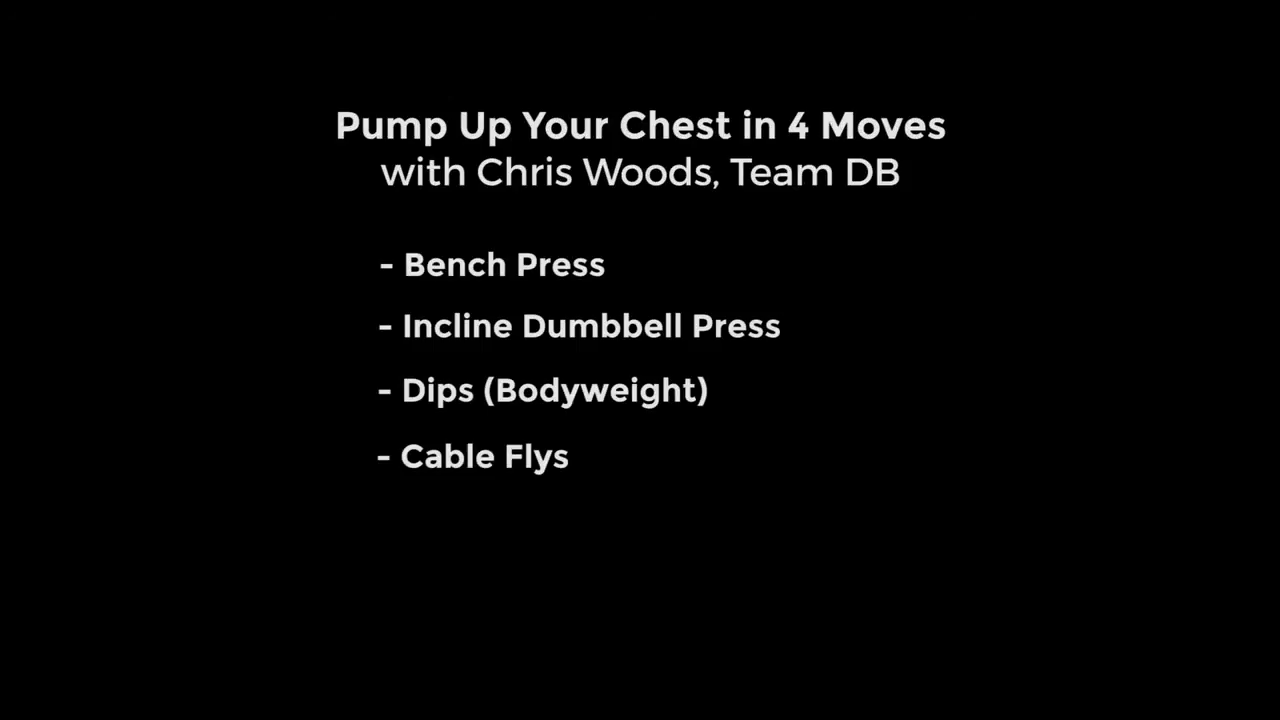 Pump Up Your Chest in 4 Moves
with Chris Woods, Team DB
- Bench Press
- Incline Dumbbell Press
- Dips (Bodyweight)
- Cable Flys